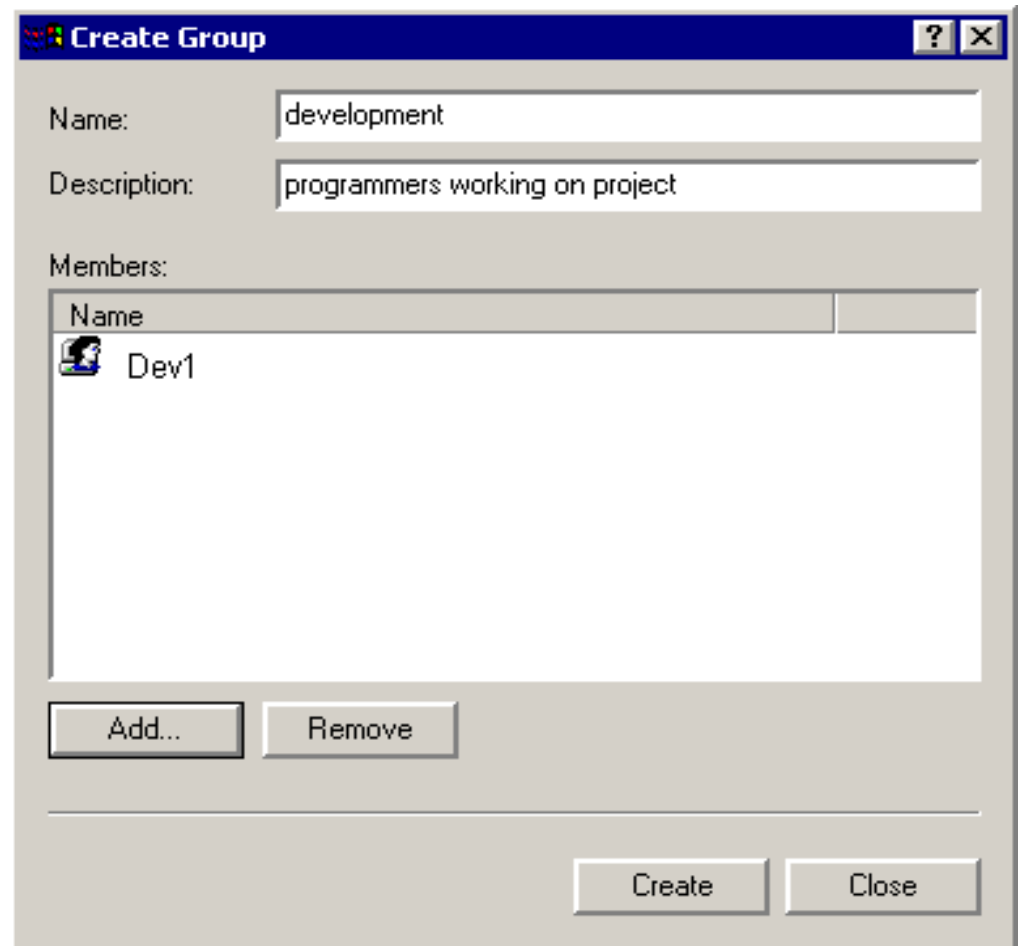 Create Group
Name: development
Description: programmers working on project
Members:
Name
Dev1
Add... Remove
Create Close